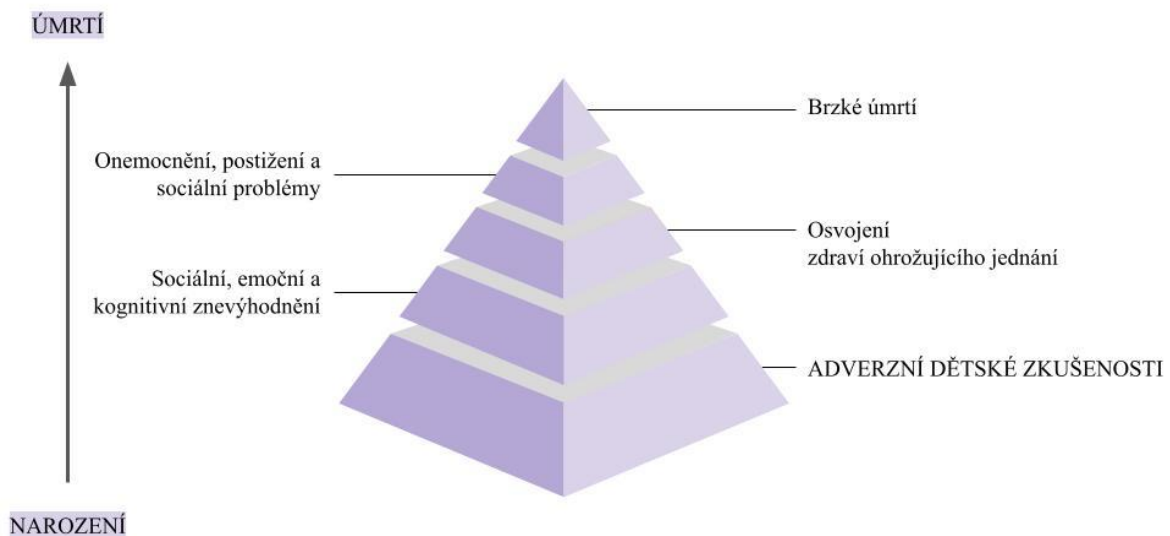 ÚMRTÍ
Brzké úmrtí
Onemocnění, postižení a
sociální problémy
Osvojení
zdraví ohrožujícího jednání
Sociální, emoční a
kognitivní znevýhodnění
ADVERZNÍ DĚTSKÉ ZKUŠENOSTI
NAROZENÍ